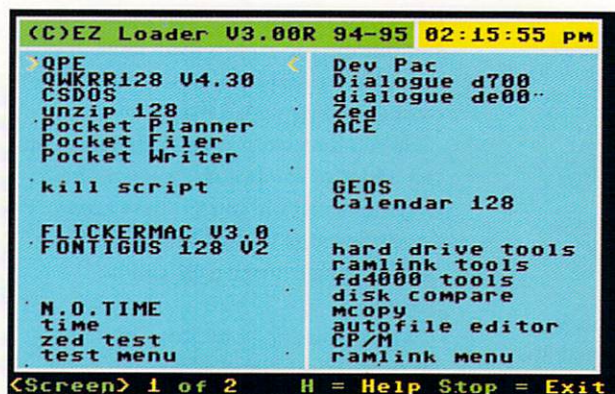 (C)EZ Loader V3.00R 94-95 02:15:55 PM
>QPE <
QWKRR128 V4.30
CSDOS
unzip 128
Pocket Planner
Pocket Filer
Pocket Writer
kill script
FLICKERMAC V3.0
FONTIGUS 128 V2
N.O.TIME
time
zed test
test menu
Dev Pac
Dialogue d700
dialogue de00
Zed
ACE
GEOS
Calendar 128
hard drive tools
ramlink tools
fd4000 tools
disk compare
mcopy
autofile editor
CP/M
ramlink menu
<Screen> 1 of 2 H = Help Stop = Exit